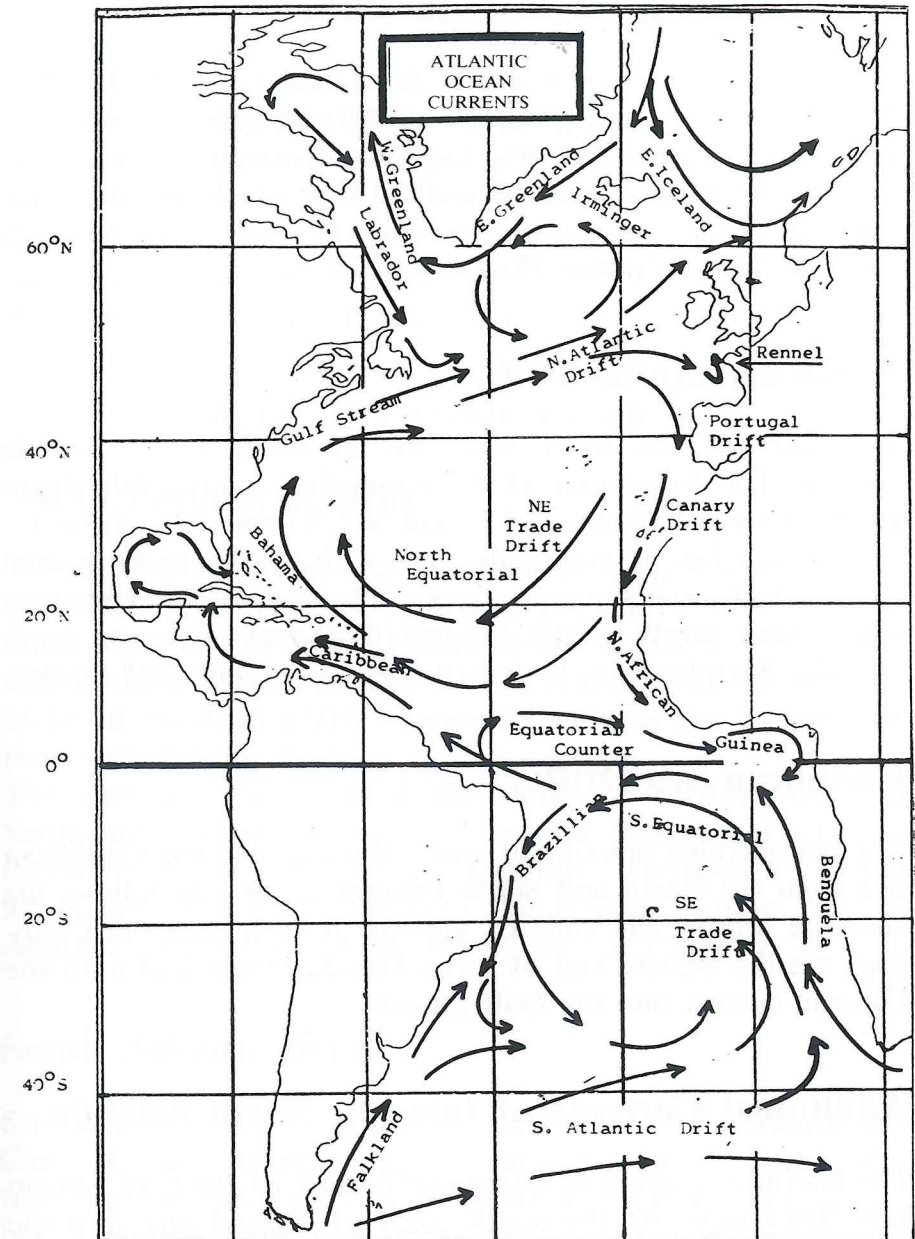 ATLANTIC
OCEAN
CURRENTS
W.Greenland
E.Greenland
Irminger
E.Iceland
60°N
Labrador
N.Atlantic
Drift
Rennel
Gulf Stream
Portugal
Drift
40°N
NE
Trade
Drift
Canary
Drift
Bahama
North
Equatorial
20°N
Caribbean
N.African
Equatorial
Counter
Guinea
0°
Brazillian
S.Equatorial
Benguela
SE
Trade
Drift
20°S
40°S
S. Atlantic Drift
Falkland